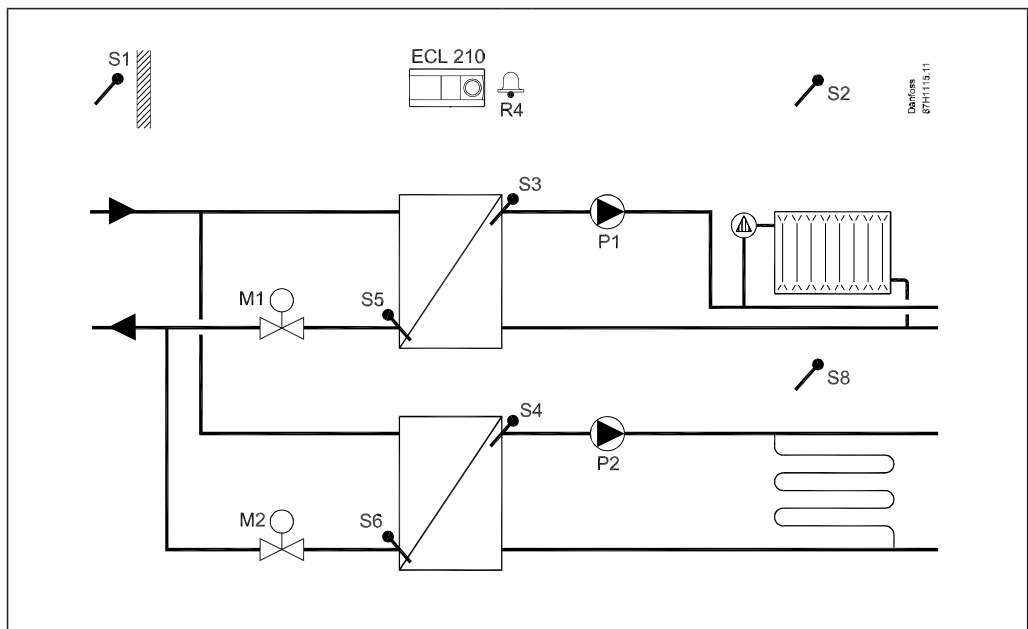 S1
ECL 210
R4
S2
Danfoss
87H1115.11
S3
P1
M1
S5
S8
S4
P2
M2
S6